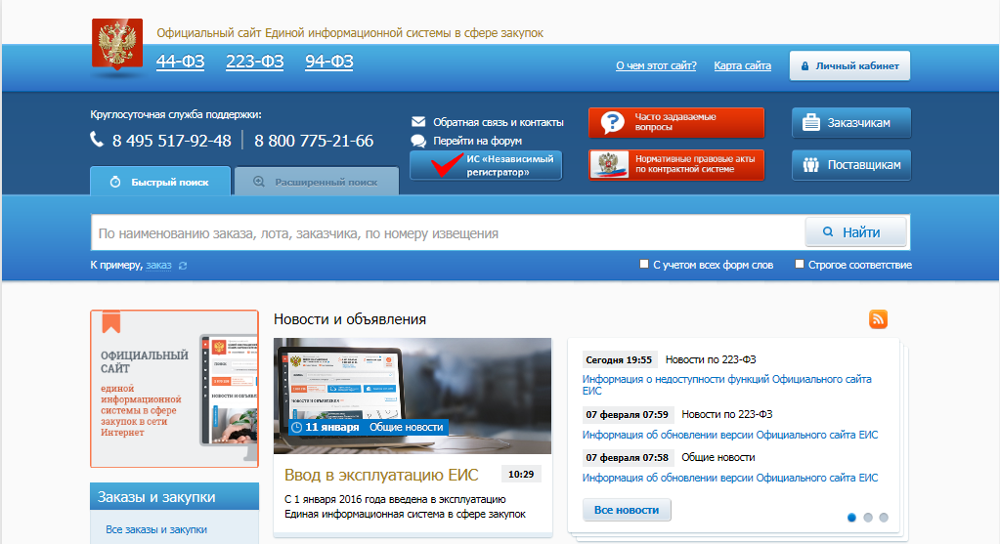 Официальный сайт Единой информационной системы в сфере закупок
44-ФЗ 223-ФЗ 94-ФЗ
О чем этот сайт? Карта сайта Личный кабинет
Круглосуточная служба поддержки:
8 495 517-92-48 8 800 775-21-66
Обратная связь и контакты
Перейти на форум
ИС «Независимый
регистратор»
Часто задаваемые
вопросы
Нормативные правовые акты
по контрактной системе
Заказчикам
Поставщикам
Быстрый поиск Расширенный поиск
По наименованию заказа, лота, заказчика, по номеру извещения
Найти
К примеру, заказ
С учетом всех форм слов Строгое соответствие
ОФИЦИАЛЬНЫЙ
САЙТ
единой
информационной
системы в сфере
закупок в сети
Интернет
Заказы и закупки
Все заказы и закупки
Новости и объявления
11 января Общие новости
Ввод в эксплуатацию ЕИС 10:29
С 1 января 2016 года введена в эксплуатацию
Единая информационная система в сфере закупок
Сегодня 19:55 Новости по 223-ФЗ
Информация о недоступности функций Официального сайта
ЕИС
07 февраля 07:59 Новости по 223-ФЗ
Информация об обновлении версии Официального сайта ЕИС
07 февраля 07:58 Общие новости
Информация об обновлении версии Официального сайта ЕИС
Все новости